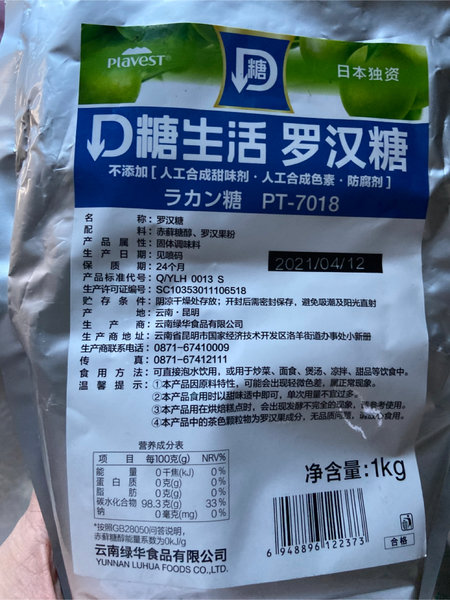 PLAVEST
D糖
日本独资
D糖生活 罗汉糖
不添加[人工合成甜味剂·人工合成色素·防腐剂]
ラカン糖 PT-7018
名称：罗汉糖
配料：赤藓糖醇、罗汉果粉
产品属性：固体调味料
生产日期：见喷码
2021/04/12
保质期：24个月
产品标准代号：Q/YLH 0013 S
生产许可证编号：SC10353011106518
贮存条件：阴凉干燥处存放；开封后需密封保存，避免吸潮及阳光直射
产地：云南·昆明
生产商：云南绿华食品有限公司
生产商地址：云南省昆明市国家经济技术开发区洛羊街道办事处小新册
生产商联系电话：0871-67410009
传真：0871-67412111
食用方法：可直接泡水饮用，或用于炒菜、面食、煲汤、凉拌、甜品等饮食中。
温馨提示：①本产品因原料特性，可能会出现轻微色差，属正常现象。
②本产品食用时以甜味适中即可，单次用量不宜过多。
③本产品用在烘焙糕点时，会出现发酵不完全的现象，请参考使用。
④本产品中的茶色颗粒物为罗汉果成分，无品质问题，请放心食用。
营养成分表
项目 每100克(g) NRV%
能量 0千焦(kJ) 0%
蛋白质 0克(g) 0%
脂肪 0克(g) 0%
碳水化合物 98.3克(g) 33%
钠 0毫克(mg) 0%
*按照GB28050问答说明，
赤藓糖醇能量系数为0kJ/g
净含量:1kg
云南绿华食品有限公司
YUNNAN LUHUA FOODS CO.,LTD.
6948896122373
合格